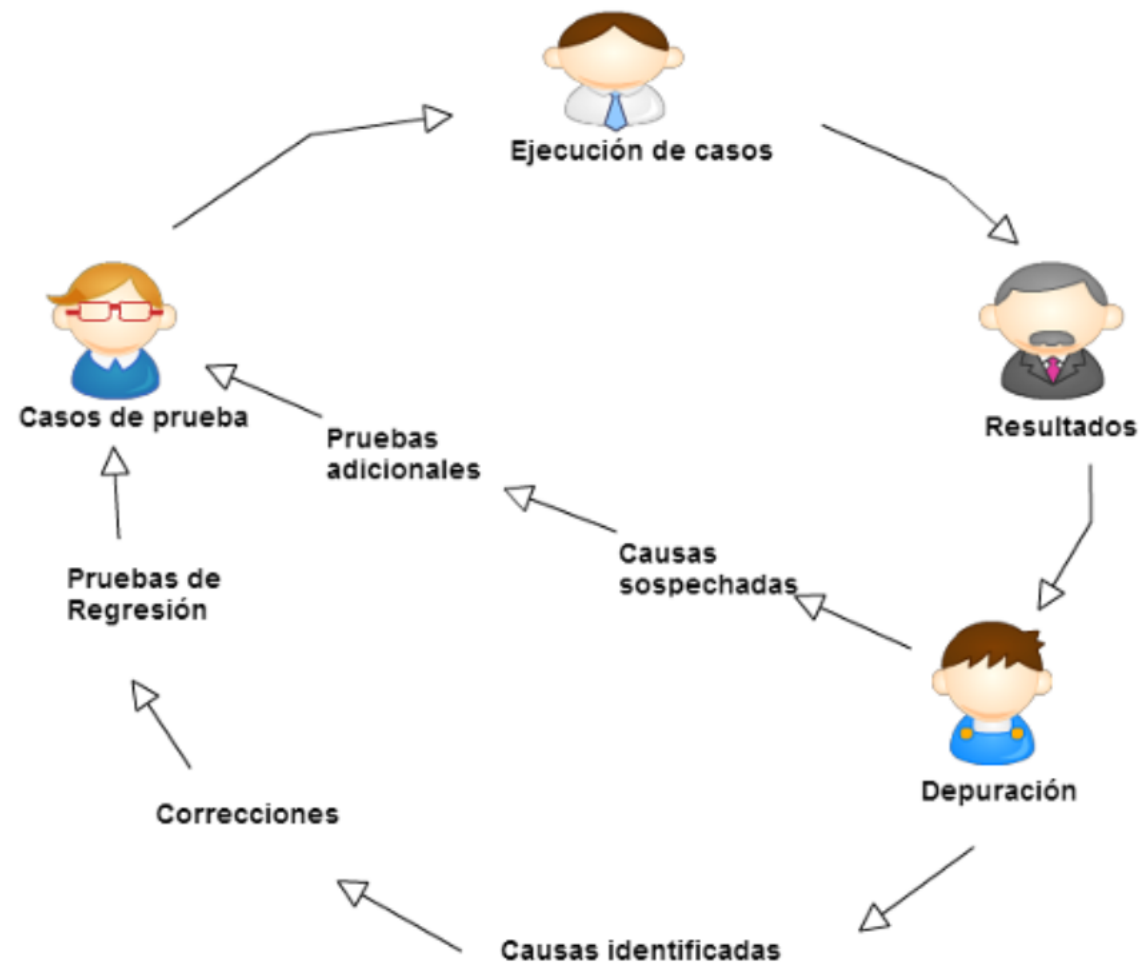 Ejecución de casos
Casos de prueba
Resultados
Pruebas
adicionales
Causas
sospechadas
Pruebas de
Regresión
Depuración
Correcciones
Causas identificadas